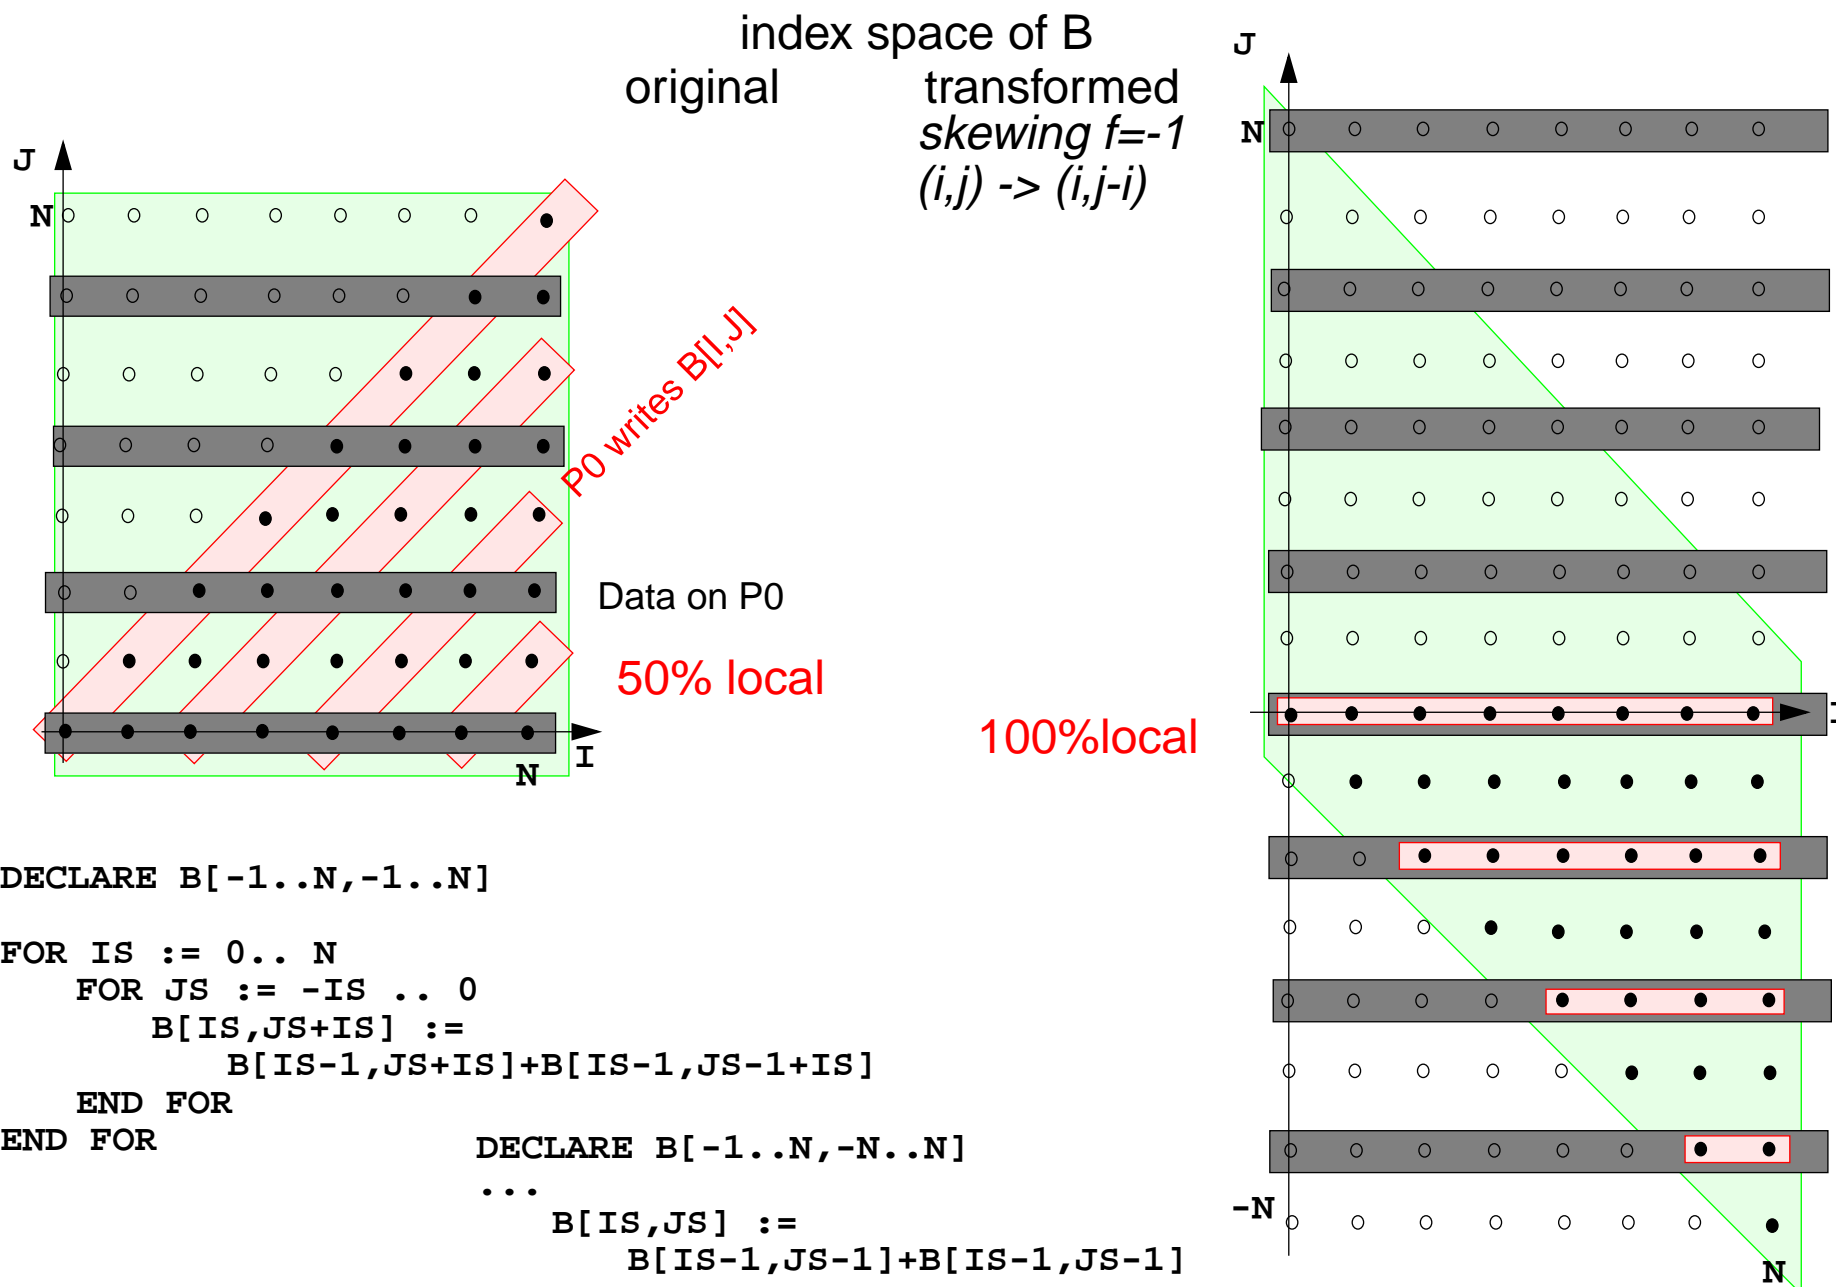 index space of B
original transformed
skewing f=-1
(i,j) -> (i,j-i)
J
N
P0 writes B[I,J]
Data on P0
50% local
I
N
J
N
100%local
I
-N
N
DECLARE B[-1..N,-1..N]
FOR IS := 0.. N
FOR JS := -IS .. 0
B[IS,JS+IS] :=
B[IS-1,JS+IS]+B[IS-1,JS-1+IS]
END FOR
END FOR
DECLARE B[-1..N,-N..N]
...
B[IS,JS] :=
B[IS-1,JS-1]+B[IS-1,JS-1]